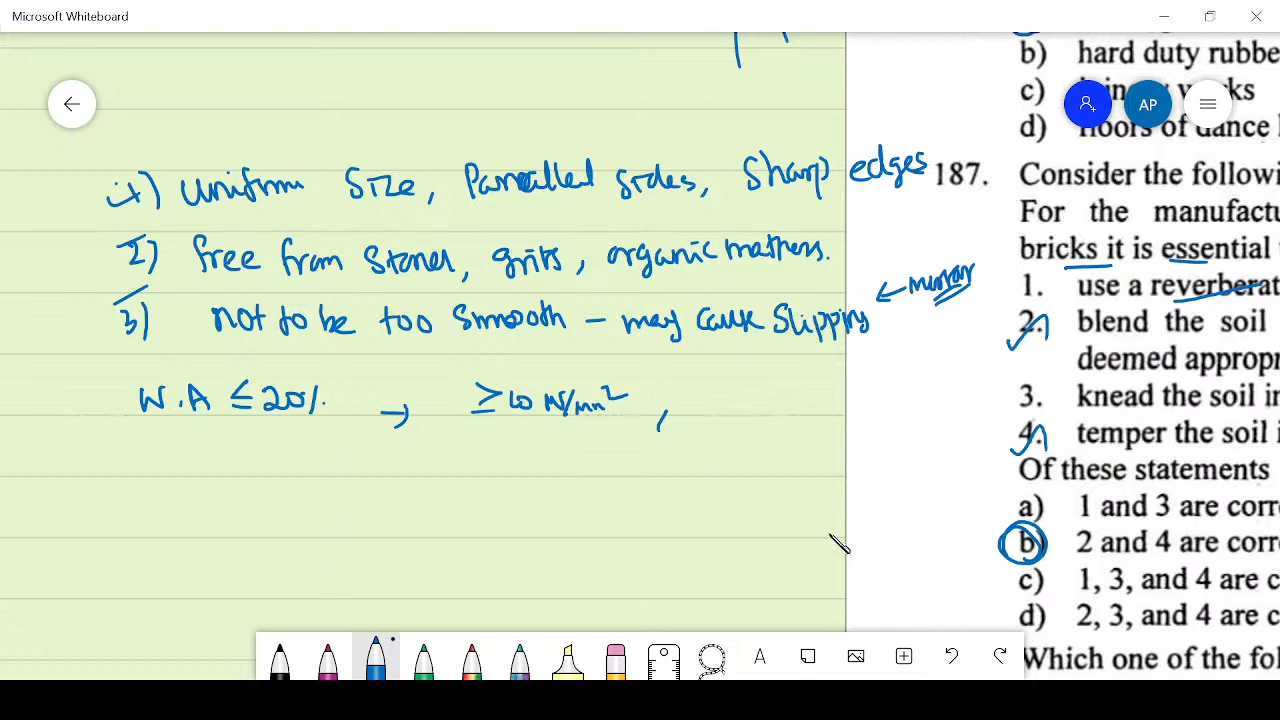 Microsoft Whiteboard
b) hard duty rubbe
c)
AP
d) floors of dance
1) Uniform Size, Parallel sides, Sharp edges
2) free from stones, grits, organic matters.
3) not to be too smooth – may cause slipping
W.A ≤ 20% → ≥ 10 N/mm² ,
187. Consider the followi
For the manufactu
bricks it is essential
1. use a reverberat
2. blend the soil
deemed appropr
3. knead the soil in
4. temper the soil i
Of these statements
a) 1 and 3 are corr
b) 2 and 4 are corr
c) 1, 3, and 4 are c
d) 2, 3, and 4 are c
Which one of the fol